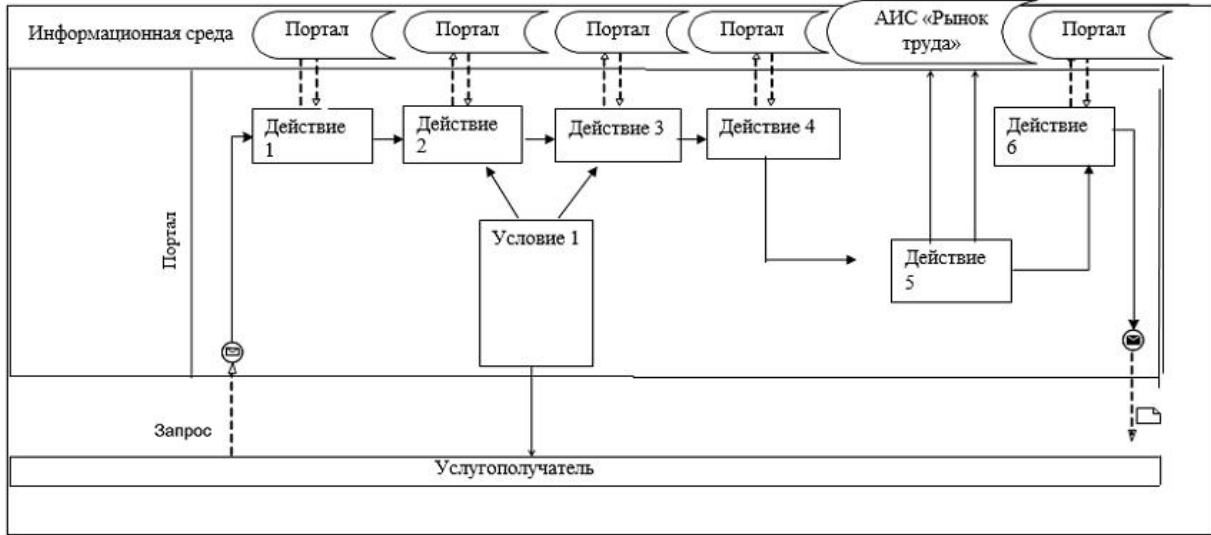 Информационная среда
Портал
Портал
Портал
Портал
АИС «Рынок
труда»
Портал
Действие
1
Действие
2
Действие 3
Действие 4
Действие
6
Портал
Условие 1
Действие
5
Запрос
Услугополучатель